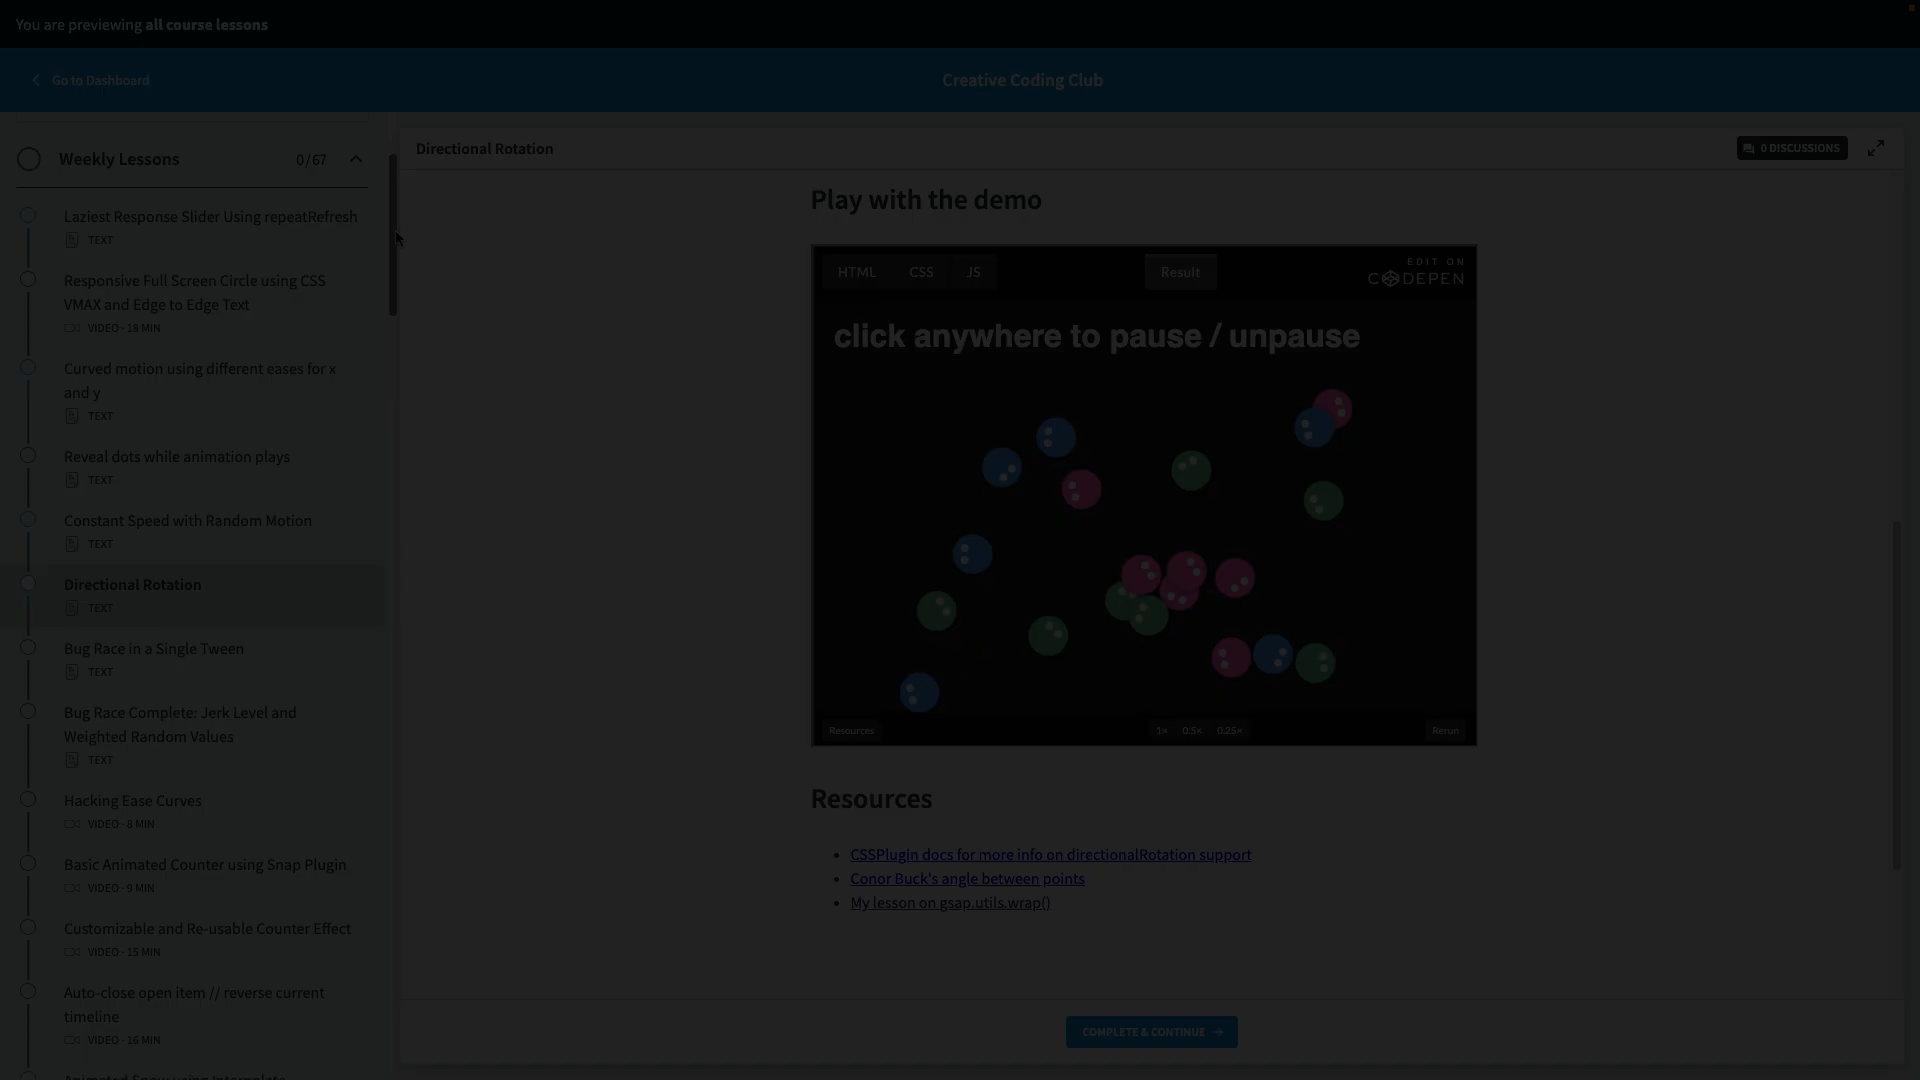 You are previewing all course lessons
Go to Dashboard
Creative Coding Club
Weekly Lessons 0/67
Laziest Response Slider Using repeatRefresh
TEXT
Responsive Full Screen Circle using CSS
VMAX and Edge to Edge Text
VIDEO · 18 MIN
Curved motion using different eases for x
and y
TEXT
Reveal dots while animation plays
TEXT
Constant Speed with Random Motion
TEXT
Directional Rotation
TEXT
Bug Race in a Single Tween
TEXT
Bug Race Complete: Jerk Level and
Weighted Random Values
TEXT
Hacking Ease Curves
VIDEO · 8 MIN
Basic Animated Counter using Snap Plugin
VIDEO · 9 MIN
Customizable and Re-usable Counter Effect
VIDEO · 15 MIN
Auto-close open item // reverse current
timeline
VIDEO · 16 MIN
Directional Rotation
0 DISCUSSIONS
Play with the demo
HTML CSS JS
Result
EDIT ON
CODEPEN
click anywhere to pause / unpause
Resources
1× 0.5× 0.25×
Rerun
Resources
CSSPlugin docs for more info on directionalRotation support
Conor Buck's angle between points
My lesson on gsap.utils.wrap()
COMPLETE & CONTINUE →